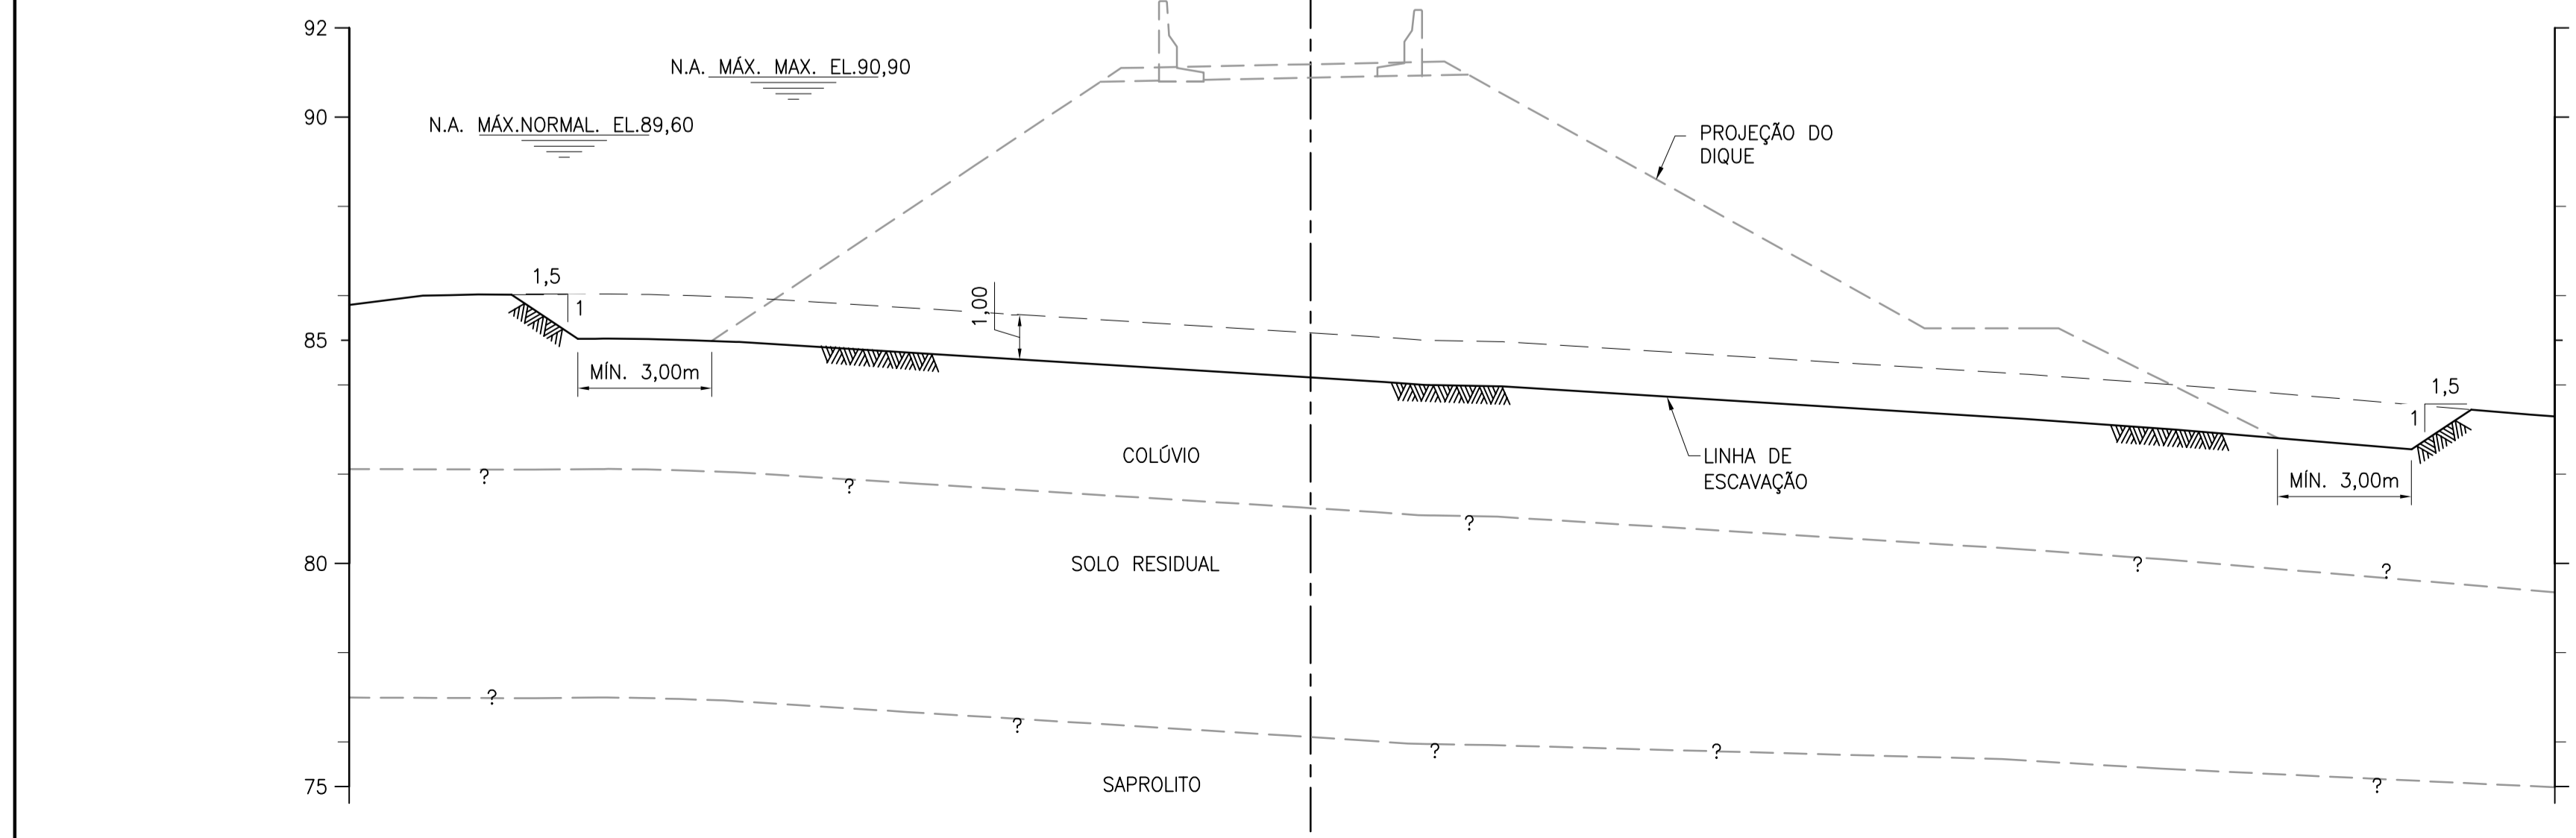 92
N.A. MÁX. MAX. EL.90,90
90
N.A. MÁX.NORMAL. EL.89,60
PROJEÇÃO DO
DIQUE
1,5
1
1,00
85
MÍN. 3,00m
1,5
1
COLÚVIO
LINHA DE
ESCAVAÇÃO
MÍN. 3,00m
?
?
?
80
SOLO RESIDUAL
?
?
?
?
?
?
75
SAPROLITO
?